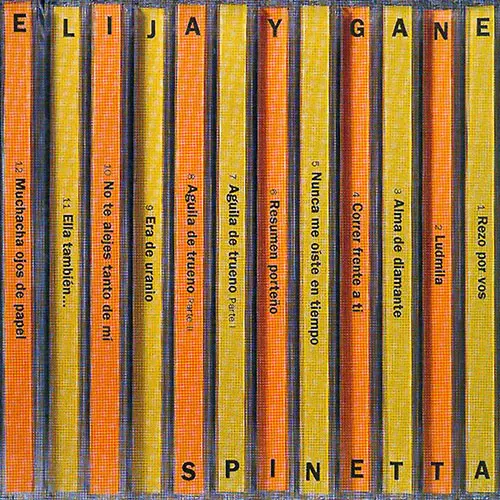 ELIJA Y GANE
12 Muchacha ojos de papel
11 Ella también...
10 No te alejes tanto de mí
9 Era de uranio
8 Aguila de trueno Parte II
7 Aguila de trueno Parte I
6 Resumen porteño
5 Nunca me oíste en tiempo
4 Correr frente a ti
3 Alma de diamante
2 Ludmila
1 Rezo por vos
SPINETTA